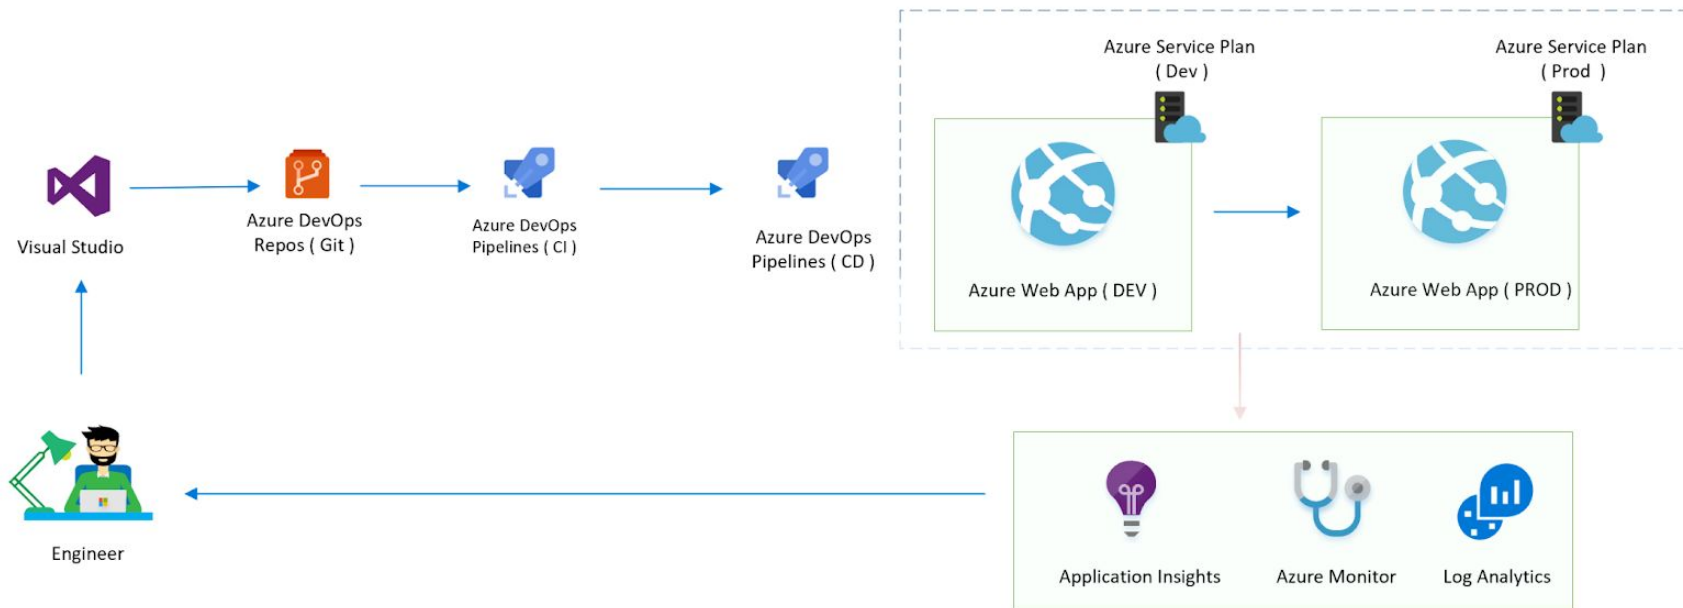 Azure Service Plan
( Dev )
Azure Service Plan
( Prod  )
Visual Studio
Azure DevOps
Repos ( Git )
Azure DevOps
Pipelines ( CI )
Azure DevOps
Pipelines ( CD )
Azure Web App ( DEV )
Azure Web App ( PROD )
Engineer
Application Insights
Azure Monitor
Log Analytics